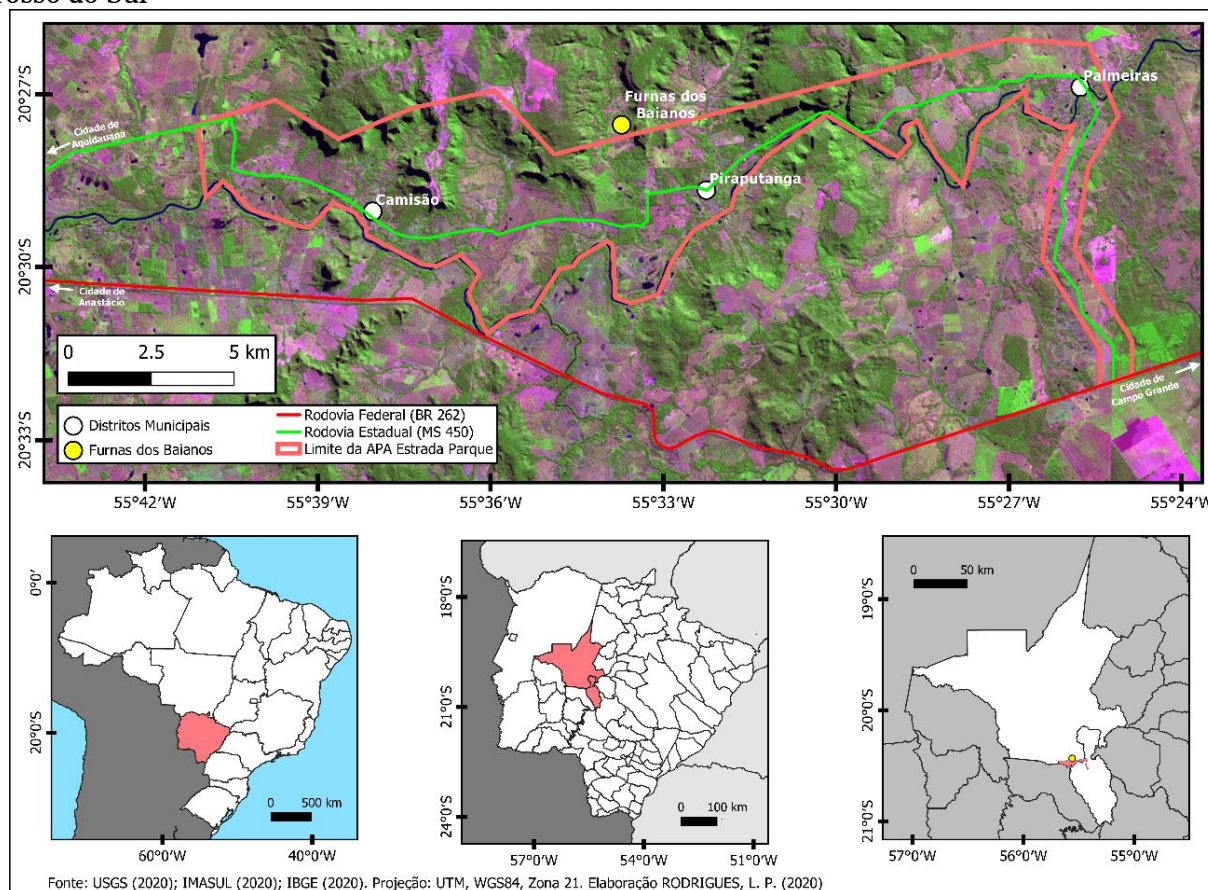 20°27'S
20°30'S
20°33'S
Palmeiras
Furnas dos
Baianos
Cidade de
Aquidauana
Piraputanga
Camisão
Cidade de
Anastácio
Cidade de
Campo Grande
0 2.5 5 km
Distritos Municipais
Furnas dos Baianos
Rodovia Federal (BR 262)
Rodovia Estadual (MS 450)
Limite da APA Estrada Parque
55°42'W 55°39'W 55°36'W 55°33'W 55°30'W 55°27'W 55°24'W
0°0'
20°0'S
0 500 km
60°0'W 40°0'W
18°0'S
21°0'S
24°0'S
0 100 km
57°0'W 54°0'W 51°0'W
0 50 km
19°0'S
20°0'S
21°0'S
57°0'W 56°0'W 55°0'W
Fonte: USGS (2020); IMASUL (2020); IBGE (2020). Projeção: UTM, WGS84, Zona 21. Elaboração RODRIGUES, L. P. (2020)